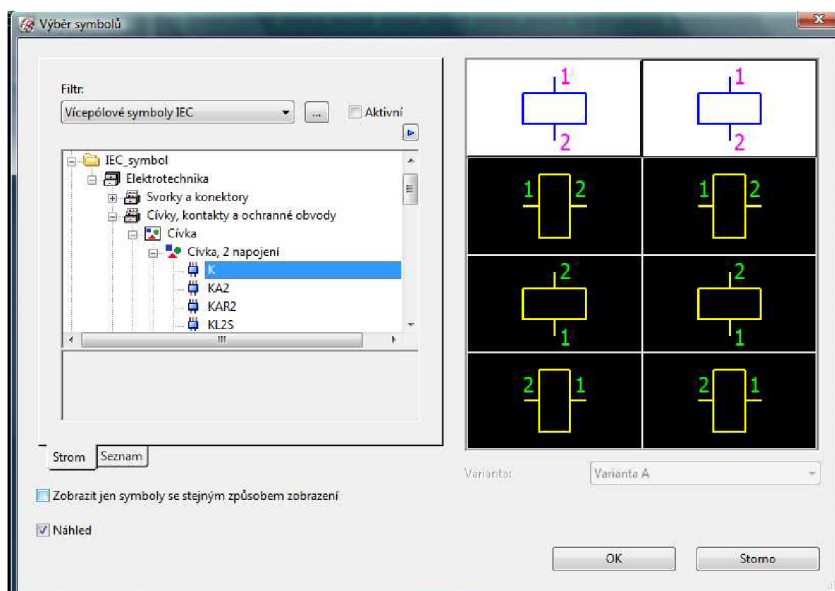 Výběr symbolů
Filtr:
Vícepólové symboly IEC
...
Aktivní
IEC_symbol
Elektrotechnika
Svorky a konektory
Cívky, kontakty a ochranné obvody
Cívka
Cívka, 2 napojení
K
KA2
KAR2
KL2S
Strom
Seznam
Zobrazit jen symboly se stejným způsobem zobrazení
Náhled
1 1
2 2
1 2 1 2
2 2
1 1
2 1 2 1
Varianta:
Varianta A
OK
Storno